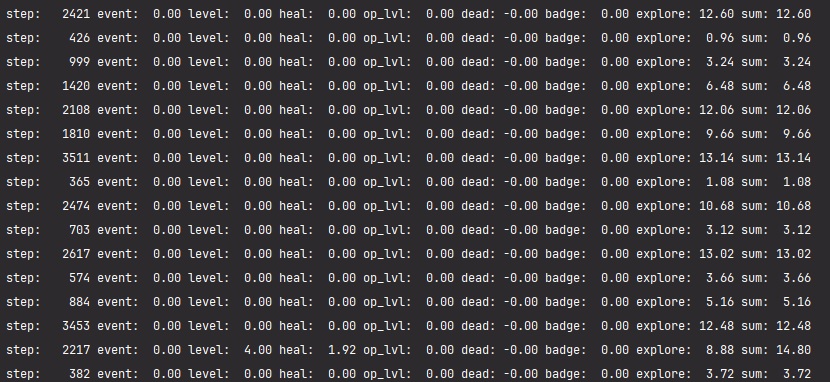 step:   2421 event:  0.00 level:  0.00 heal:  0.00 op_lvl:  0.00 dead: -0.00 badge:  0.00 explore: 12.60 sum: 12.60
step:    426 event:  0.00 level:  0.00 heal:  0.00 op_lvl:  0.00 dead: -0.00 badge:  0.00 explore:  0.96 sum:  0.96
step:    999 event:  0.00 level:  0.00 heal:  0.00 op_lvl:  0.00 dead: -0.00 badge:  0.00 explore:  3.24 sum:  3.24
step:   1420 event:  0.00 level:  0.00 heal:  0.00 op_lvl:  0.00 dead: -0.00 badge:  0.00 explore:  6.48 sum:  6.48
step:   2108 event:  0.00 level:  0.00 heal:  0.00 op_lvl:  0.00 dead: -0.00 badge:  0.00 explore: 12.06 sum: 12.06
step:   1810 event:  0.00 level:  0.00 heal:  0.00 op_lvl:  0.00 dead: -0.00 badge:  0.00 explore:  9.66 sum:  9.66
step:   3511 event:  0.00 level:  0.00 heal:  0.00 op_lvl:  0.00 dead: -0.00 badge:  0.00 explore: 13.14 sum: 13.14
step:    365 event:  0.00 level:  0.00 heal:  0.00 op_lvl:  0.00 dead: -0.00 badge:  0.00 explore:  1.08 sum:  1.08
step:   2474 event:  0.00 level:  0.00 heal:  0.00 op_lvl:  0.00 dead: -0.00 badge:  0.00 explore: 10.68 sum: 10.68
step:    703 event:  0.00 level:  0.00 heal:  0.00 op_lvl:  0.00 dead: -0.00 badge:  0.00 explore:  3.12 sum:  3.12
step:   2617 event:  0.00 level:  0.00 heal:  0.00 op_lvl:  0.00 dead: -0.00 badge:  0.00 explore: 13.02 sum: 13.02
step:    574 event:  0.00 level:  0.00 heal:  0.00 op_lvl:  0.00 dead: -0.00 badge:  0.00 explore:  3.66 sum:  3.66
step:    884 event:  0.00 level:  0.00 heal:  0.00 op_lvl:  0.00 dead: -0.00 badge:  0.00 explore:  5.16 sum:  5.16
step:   3453 event:  0.00 level:  0.00 heal:  0.00 op_lvl:  0.00 dead: -0.00 badge:  0.00 explore: 12.48 sum: 12.48
step:   2217 event:  0.00 level:  4.00 heal:  1.92 op_lvl:  0.00 dead: -0.00 badge:  0.00 explore:  8.88 sum: 14.80
step:    382 event:  0.00 level:  0.00 heal:  0.00 op_lvl:  0.00 dead: -0.00 badge:  0.00 explore:  3.72 sum:  3.72